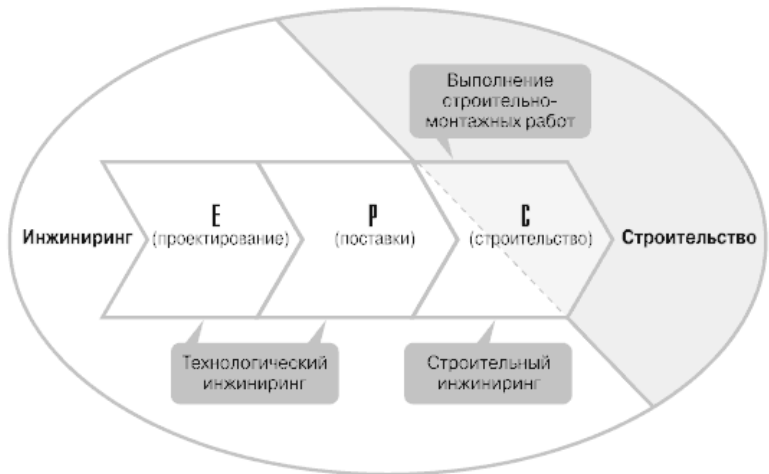 Выполнение
строительно-
монтажных работ
E
P
C
Инжиниринг
(проектирование)
(поставки)
(строительство)
Строительство
Технологический
инжиниринг
Строительный
инжиниринг